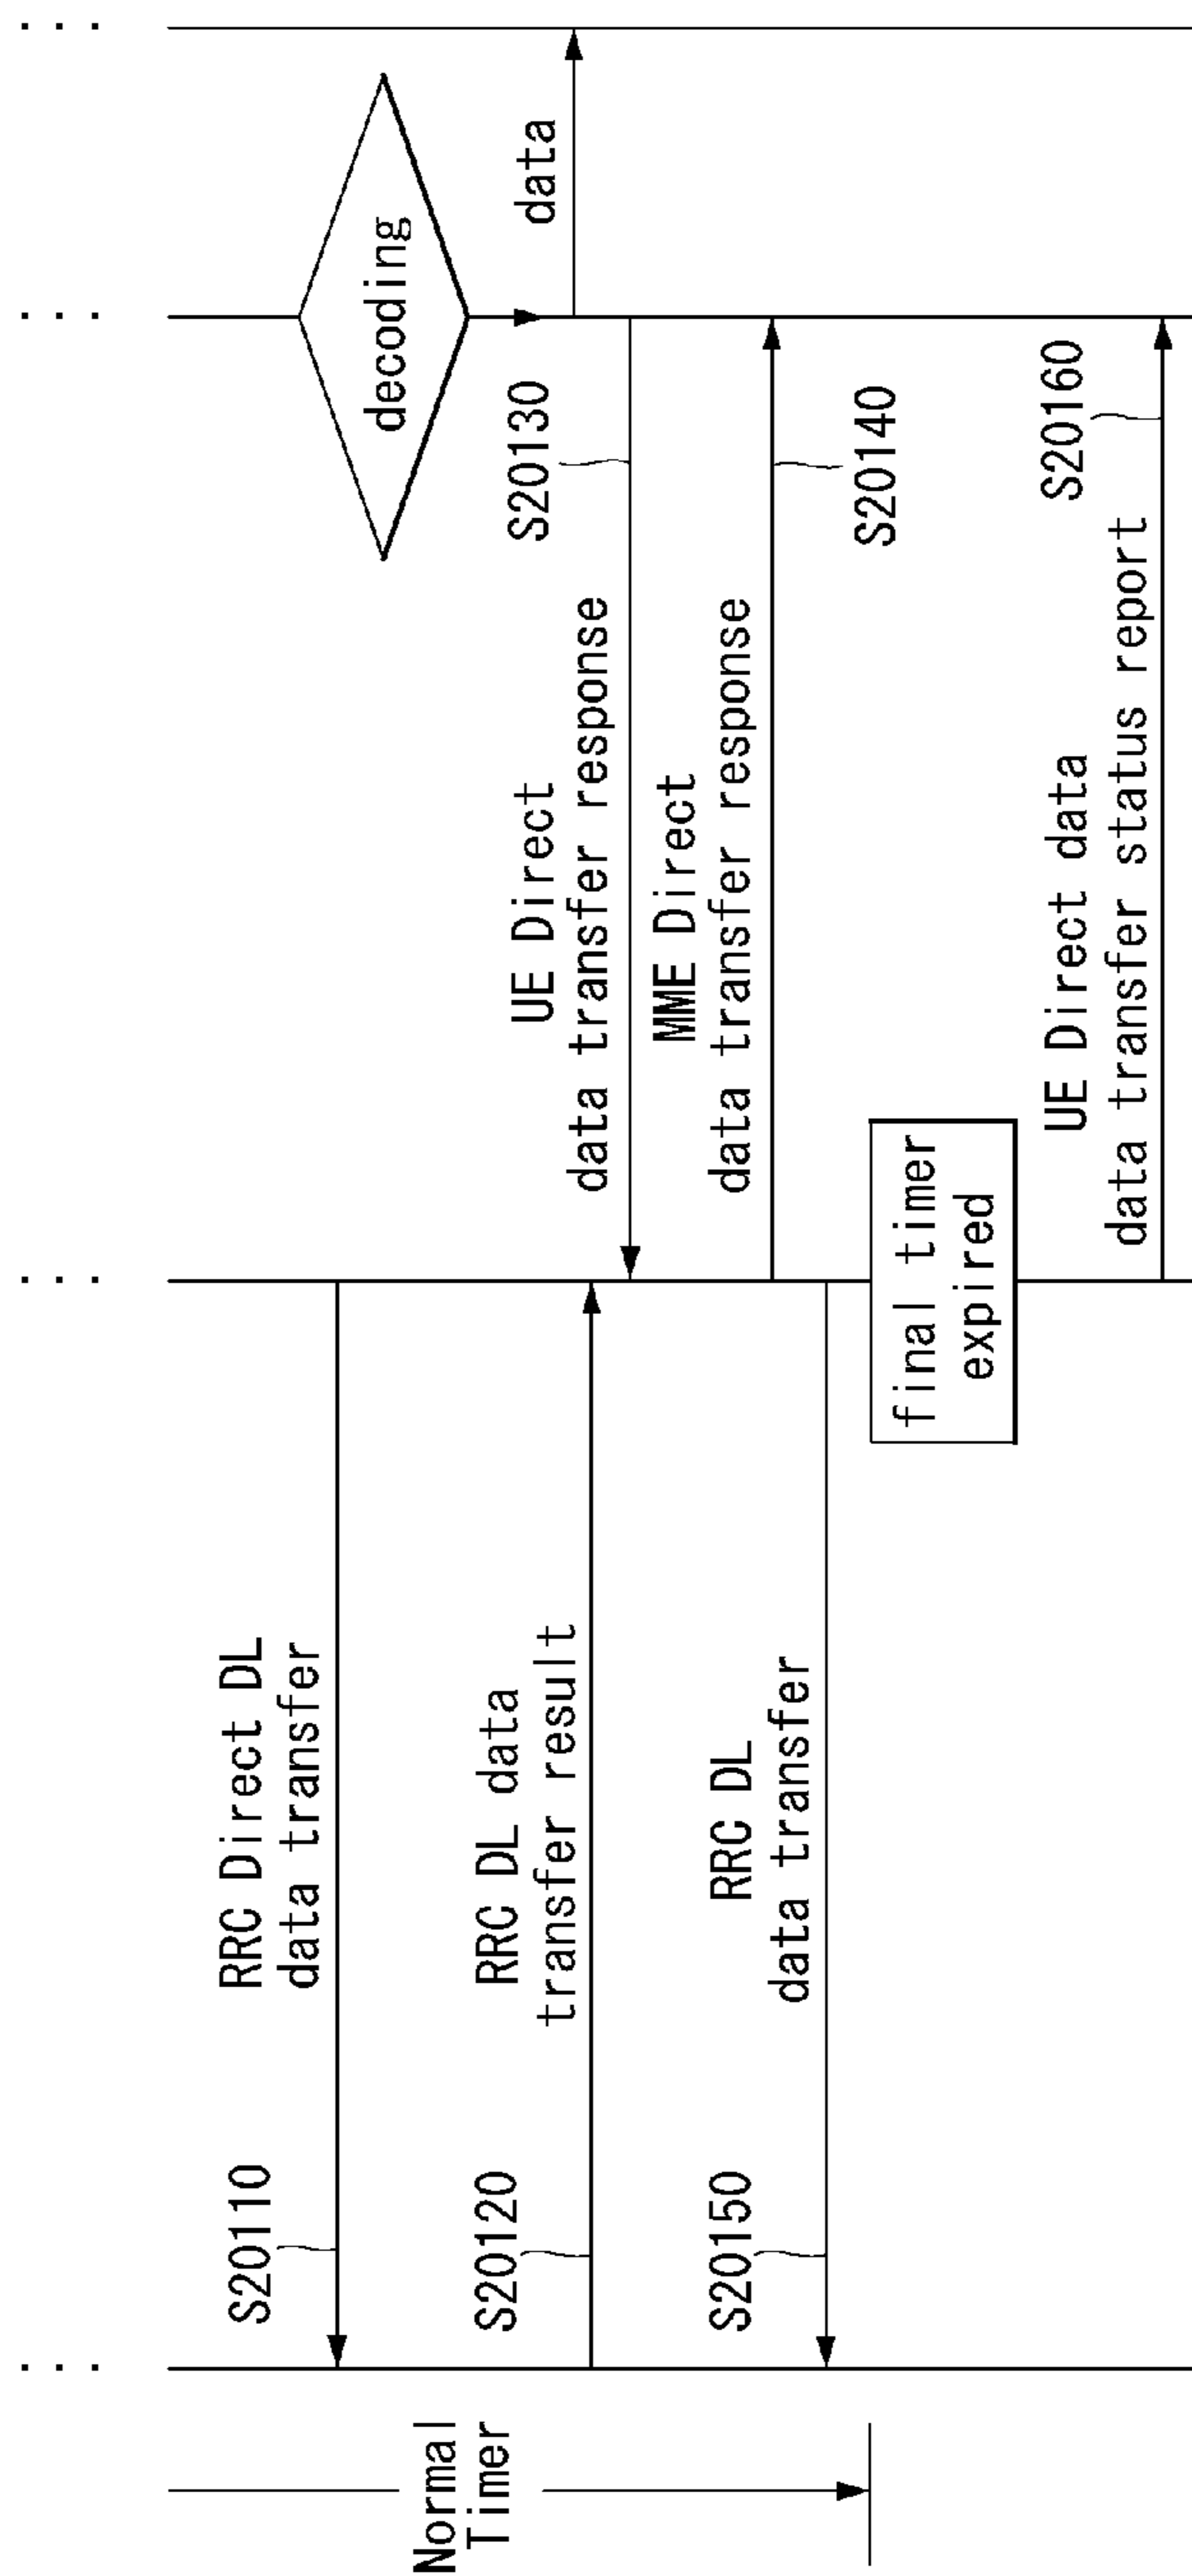 . . .
. . .
. . .
. . .
Normal
Timer
S20110
RRC Direct DL
data transfer
decoding
S20120
RRC DL data
transfer result
data
UE Direct
data transfer response
S20130
MME Direct
data transfer response
S20140
S20150
RRC DL
data transfer
final timer
expired
UE Direct data
data transfer status report
S20160